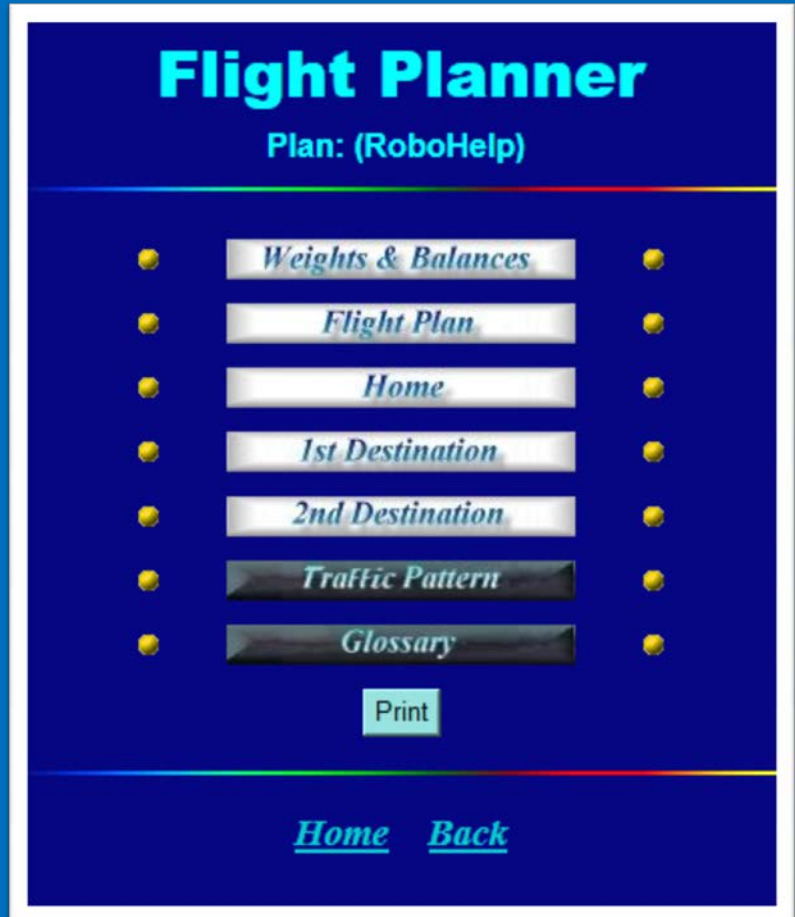 Flight Planner
Plan: (RoboHelp)
Weights & Balances
Flight Plan
Home
1st Destination
2nd Destination
Traffic Pattern
Glossary
Print
Home Back